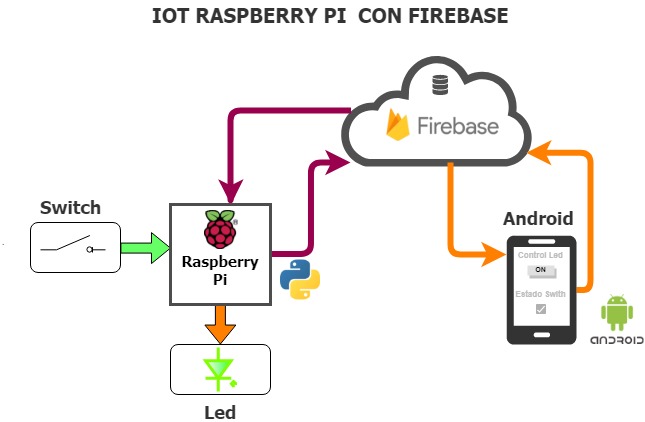 IOT RASPBERRY PI  CON FIREBASE
Firebase
Switch
Raspberry
Pi
Android
Control Led
ON
Estado Swith
ANDROID
Led